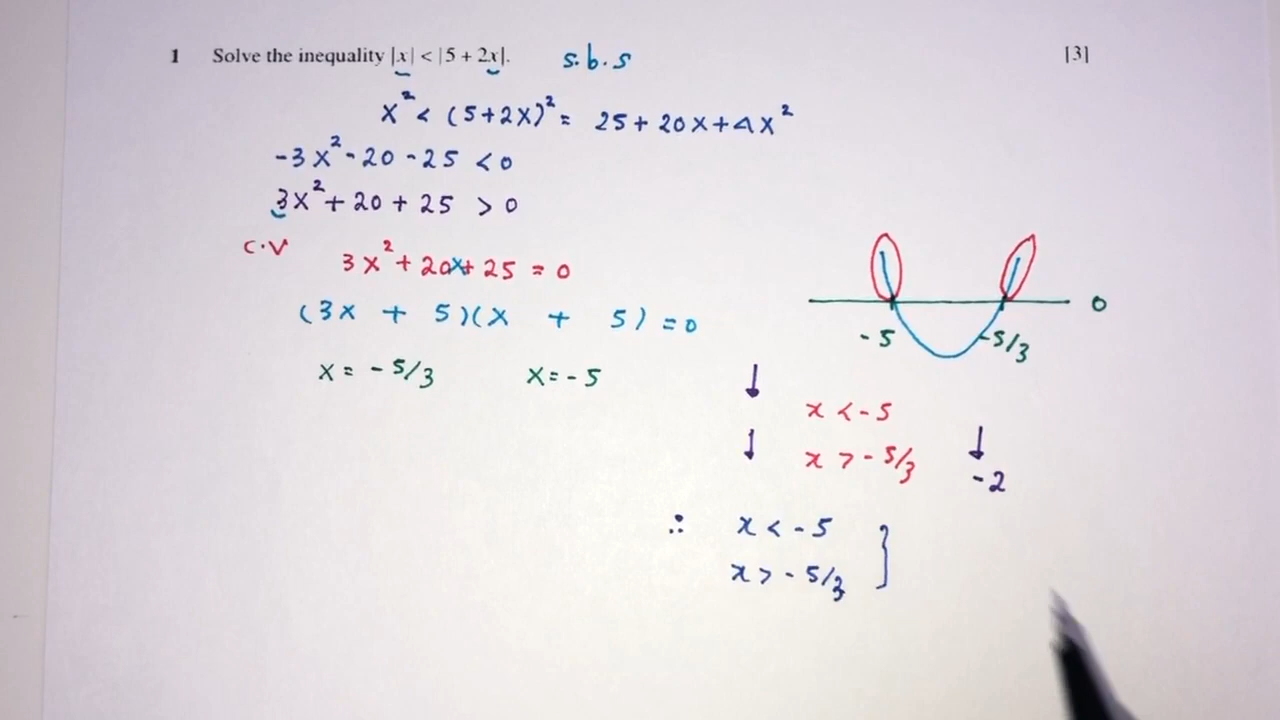 1 Solve the inequality |x| < |5 + 2x|. s.b.s [3]
x² < (5+2x)² = 25 + 20x + 4x²
-3x² - 20 - 25 < 0
3x² + 20 + 25 > 0
C.V 3x² + 20x + 25 = 0
(3x + 5)(x + 5) = 0
x = -5/3 x = -5
0
-5 -5/3
↓ x < -5
↓ x > -5/3 ↓
-2
∴ x < -5 }
x > -5/3